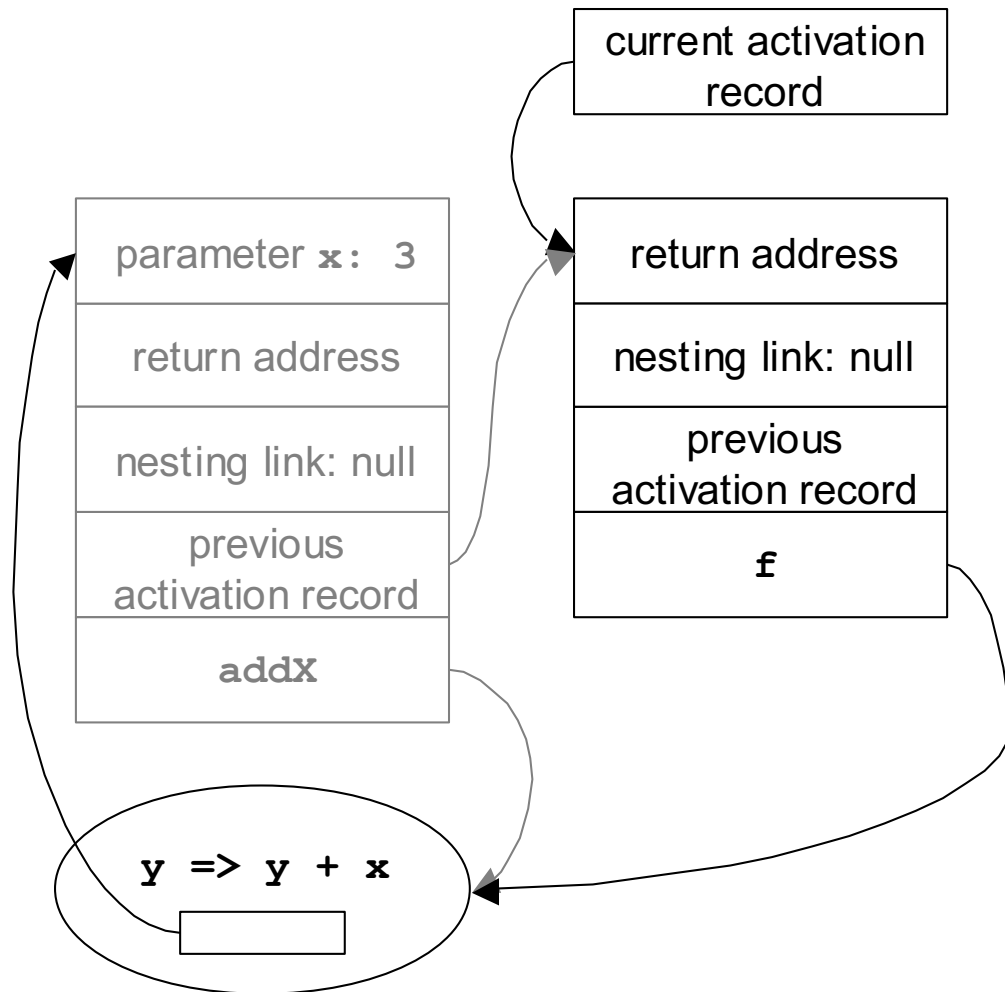 current activation
record
parameter x: 3
return address
nesting link: null
previous
activation record
addX
return address
nesting link: null
previous
activation record
f
y => y + x